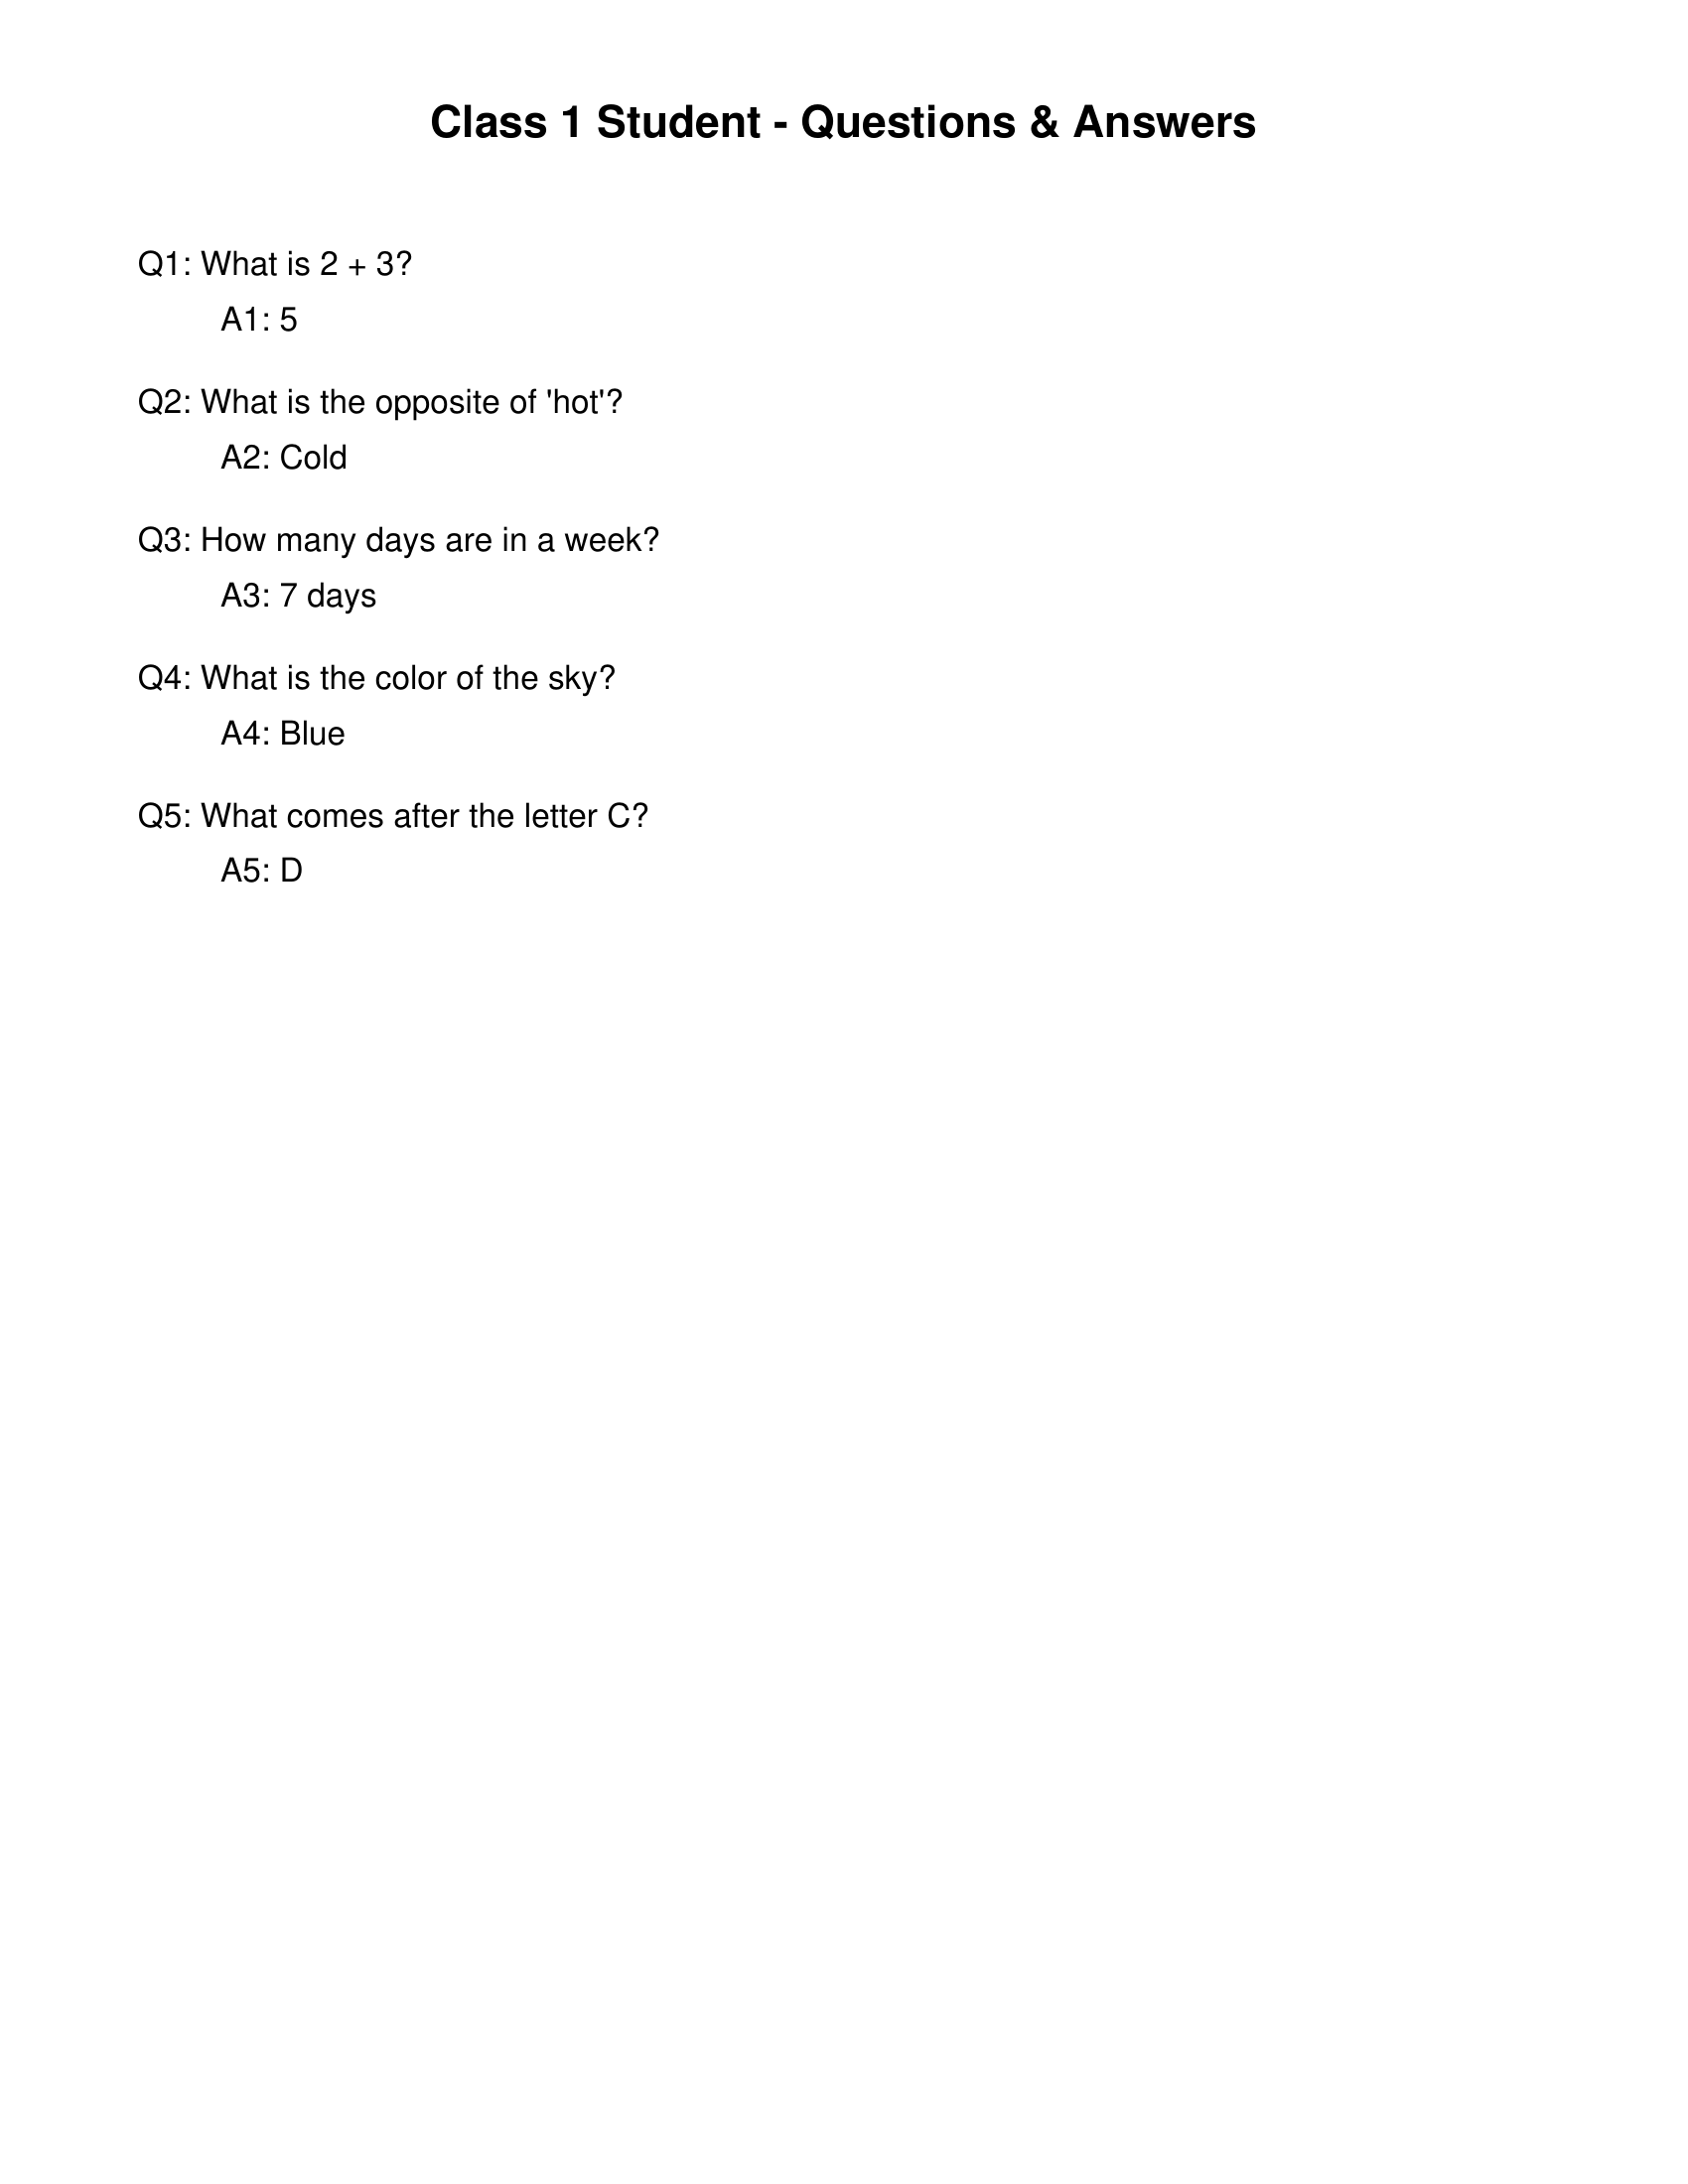 Class 1 Student - Questions & Answers
Q1: What is 2 + 3?
A1: 5
Q2: What is the opposite of 'hot'?
A2: Cold
Q3: How many days are in a week?
A3: 7 days
Q4: What is the color of the sky?
A4: Blue
Q5: What comes after the letter C?
A5: D